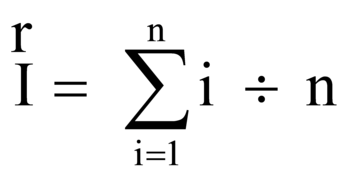 r
I = n∑i=1 i ÷ n